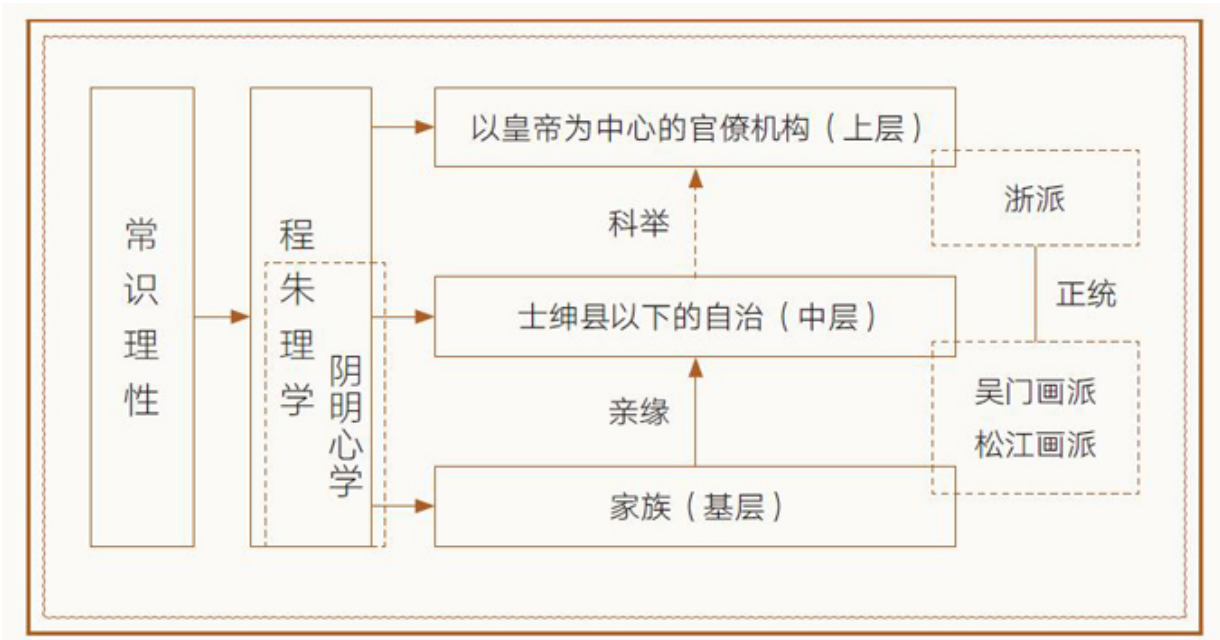 常识理性
程朱理学
阴明心学
以皇帝为中心的官僚机构（上层）
科举
士绅县以下的自治（中层）
亲缘
家族（基层）
浙派
正统
吴门画派
松江画派